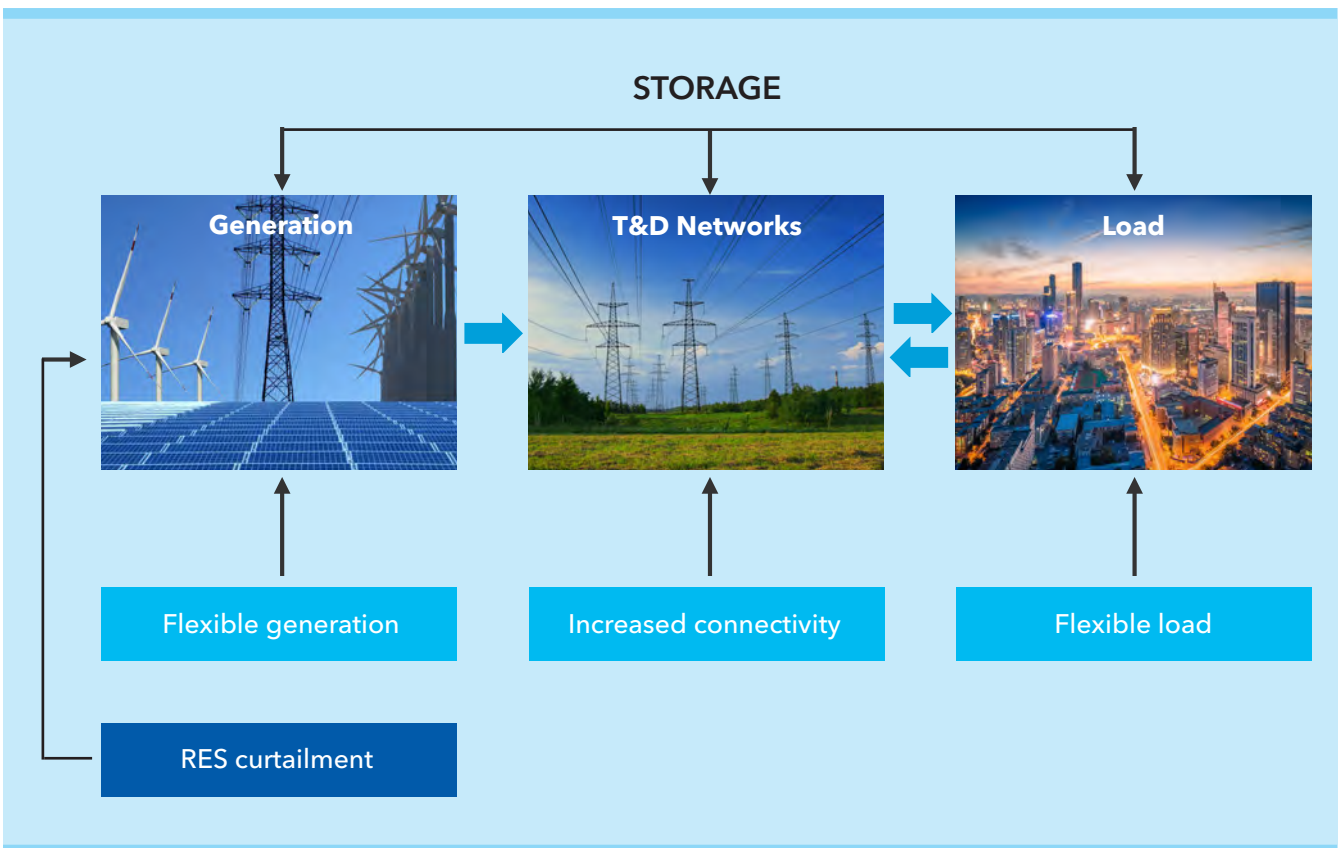 STORAGE
Generation
T&D Networks
Load
Flexible generation
Increased connectivity
Flexible load
RES curtailment